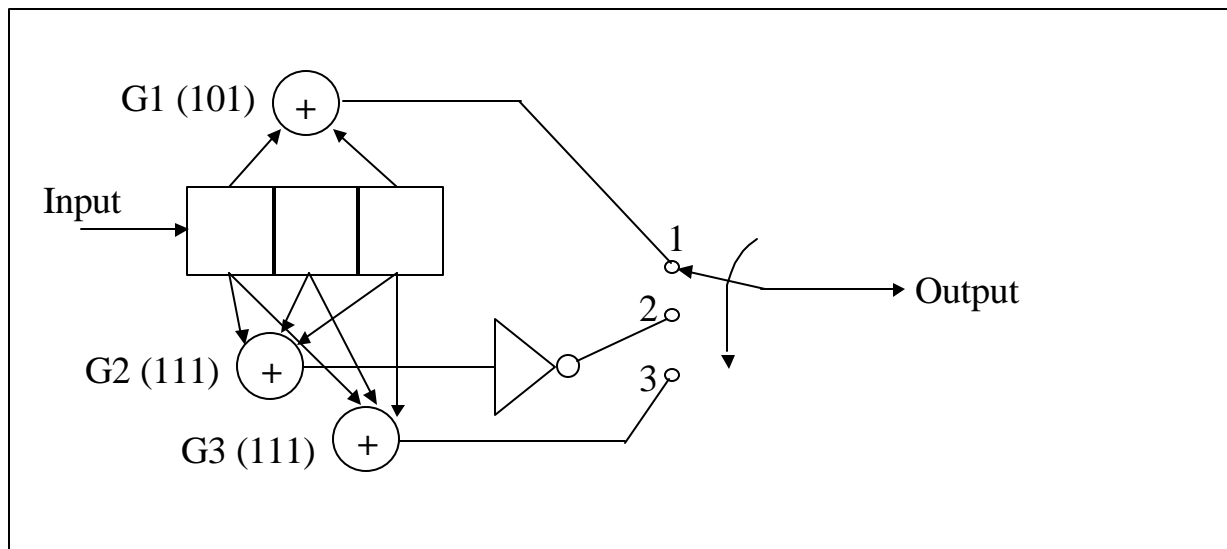 G1 (101)
+
Input
1
Output
2
G2 (111)
+
3
G3 (111)
+